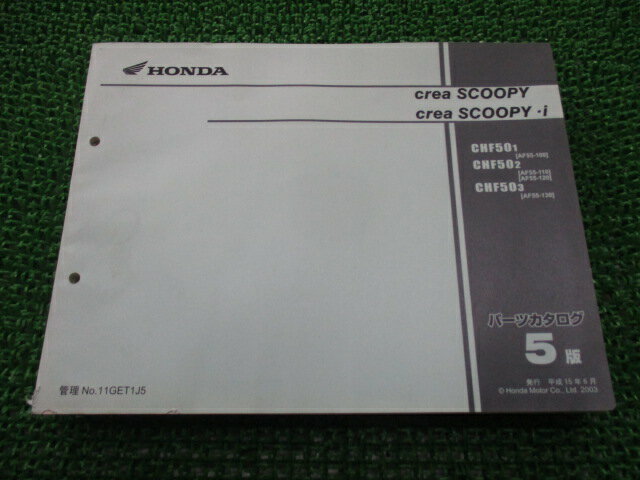 HONDA
crea SCOOPY
crea SCOOPY・i
CHF501
[AF55-100]
CHF502
[AF55-110]
[AF55-120]
CHF503
[AF55-130]
パーツカタログ
5版
発行 平成15年6月
© Honda Motor Co., Ltd. 2003
管理 No.11GET1J5